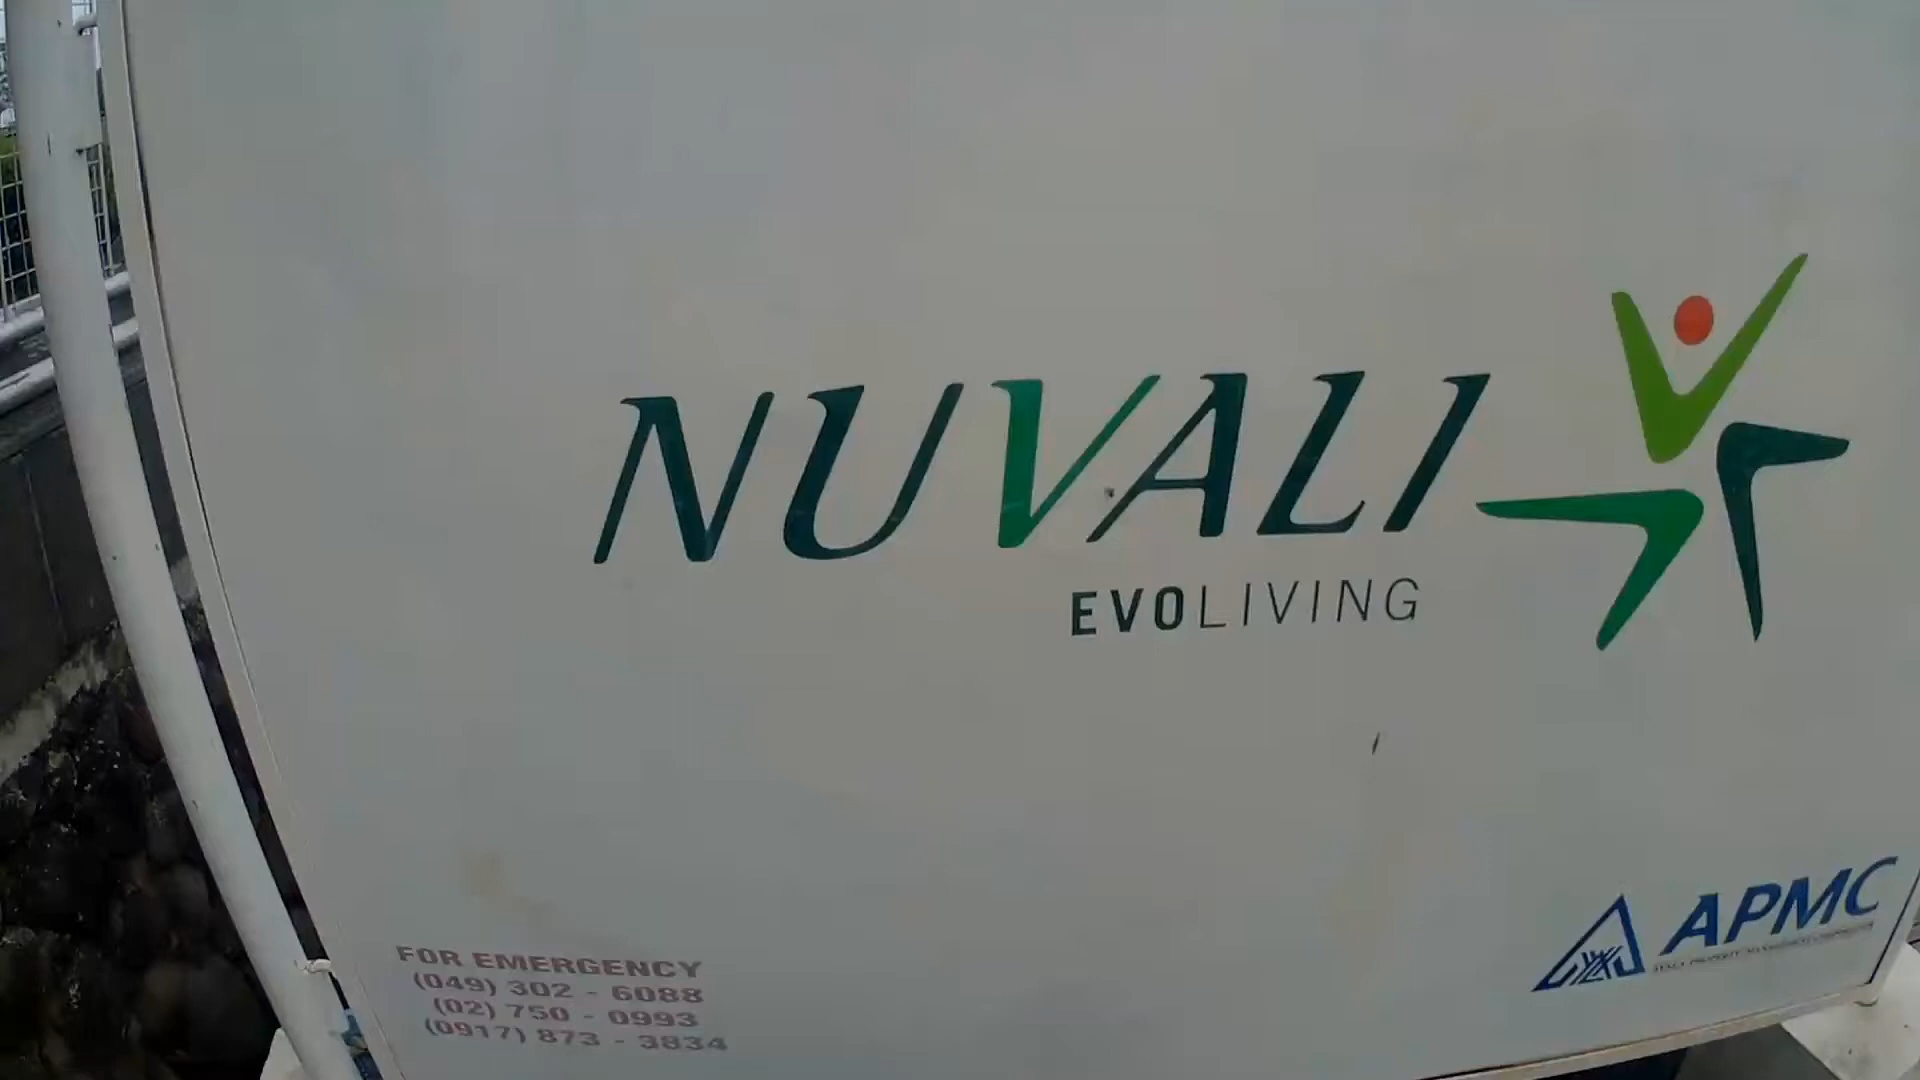 NUVALI
EVOLIVING
APMC
FOR EMERGENCY
(049) 302 - 6088
(02) 750 - 0993
(0917) 873 - 3834